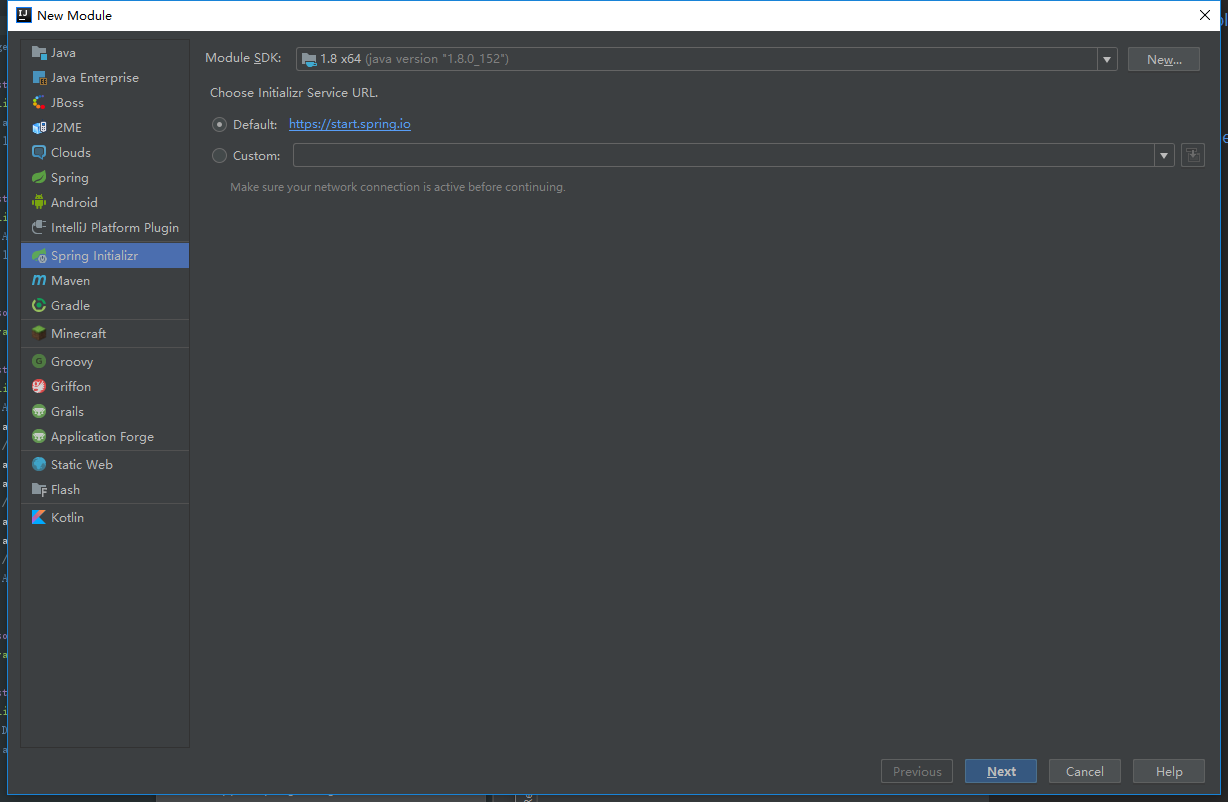 New Module
Java
Java Enterprise
JBoss
J2ME
Clouds
Spring
Android
IntelliJ Platform Plugin
Spring Initializr
Maven
Gradle
Minecraft
Groovy
Griffon
Grails
Application Forge
Static Web
Flash
Kotlin
Module SDK: 1.8 x64 (java version "1.8.0_152") New...
Choose Initializr Service URL.
Default: https://start.spring.io
Custom:
Make sure your network connection is active before continuing.
Previous Next Cancel Help